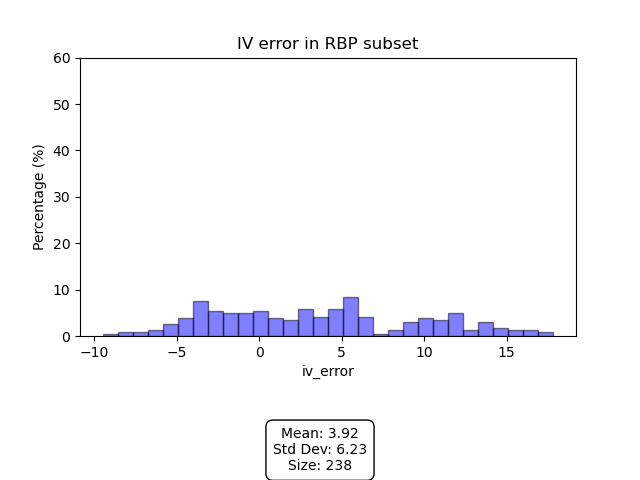 IV error in RBP subset
60
50
40
30
20
10
0
Percentage (%)
−10
−5
0
5
10
15
iv_error
Mean: 3.92
Std Dev: 6.23
Size: 238